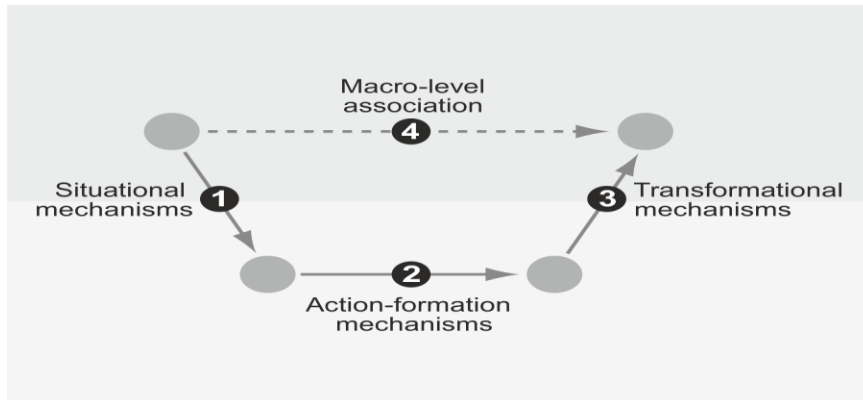 Macro-level
association
4
Situational
mechanisms
1
3
Transformational
mechanisms
2
Action-formation
mechanisms